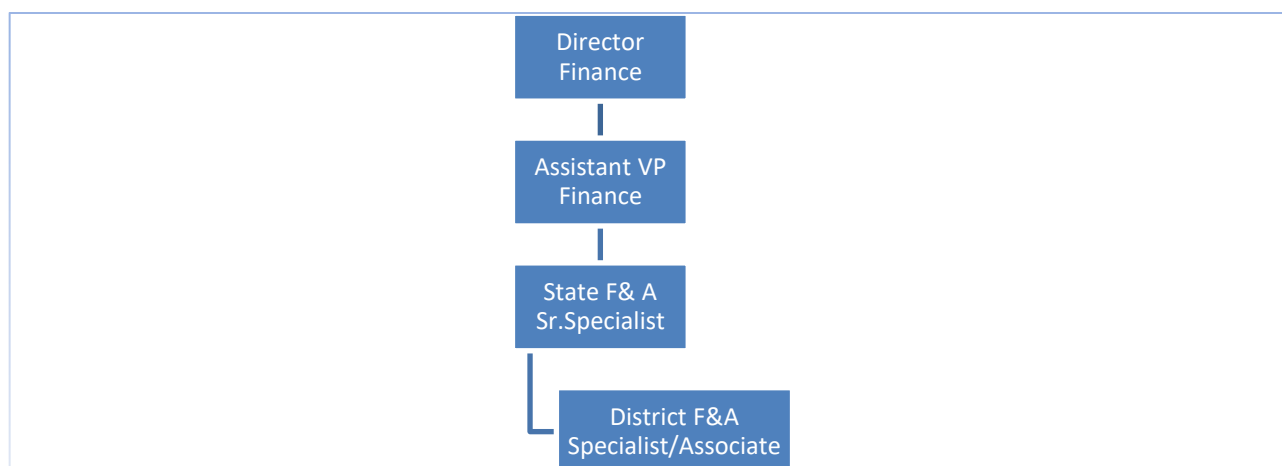 Director
Finance
Assistant VP
Finance
State F& A
Sr.Specialist
District F&A
Specialist/Associate